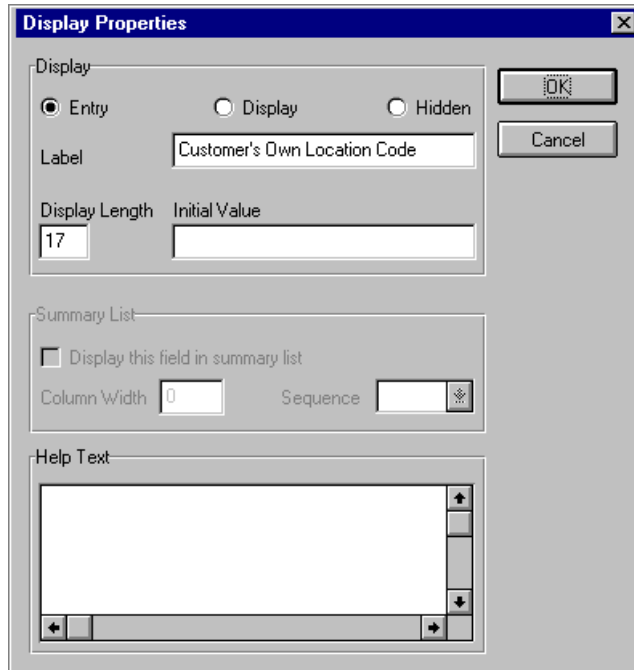 Display Properties
Display
OK
Entry Display Hidden
Cancel
Label Customer's Own Location Code
Display Length Initial Value
17
Summary List
Display this field in summary list
Column Width 0 Sequence
Help Text